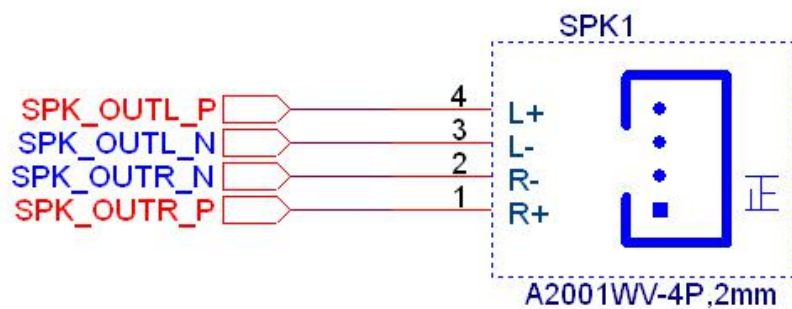 SPK1
SPK_OUTL_P 4 L+
SPK_OUTL_N 3 L-
SPK_OUTR_N 2 R-
SPK_OUTR_P 1 R+
正
A2001WV-4P,2mm